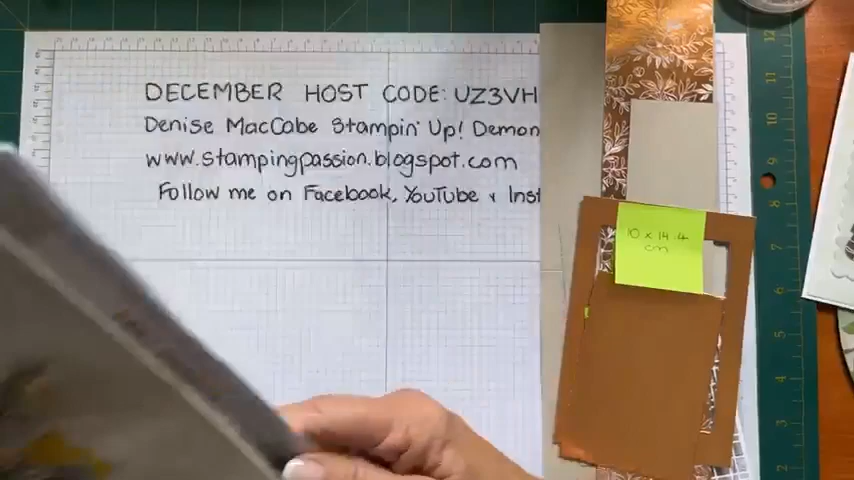 DECEMBER HOST CODE: UZ3VH
Denise MacCabe Stampin' Up! Demon
www.Stampingpassion.blogspot.com
Follow me on Facebook, YouTube + Inst
10 x 14.4
cm